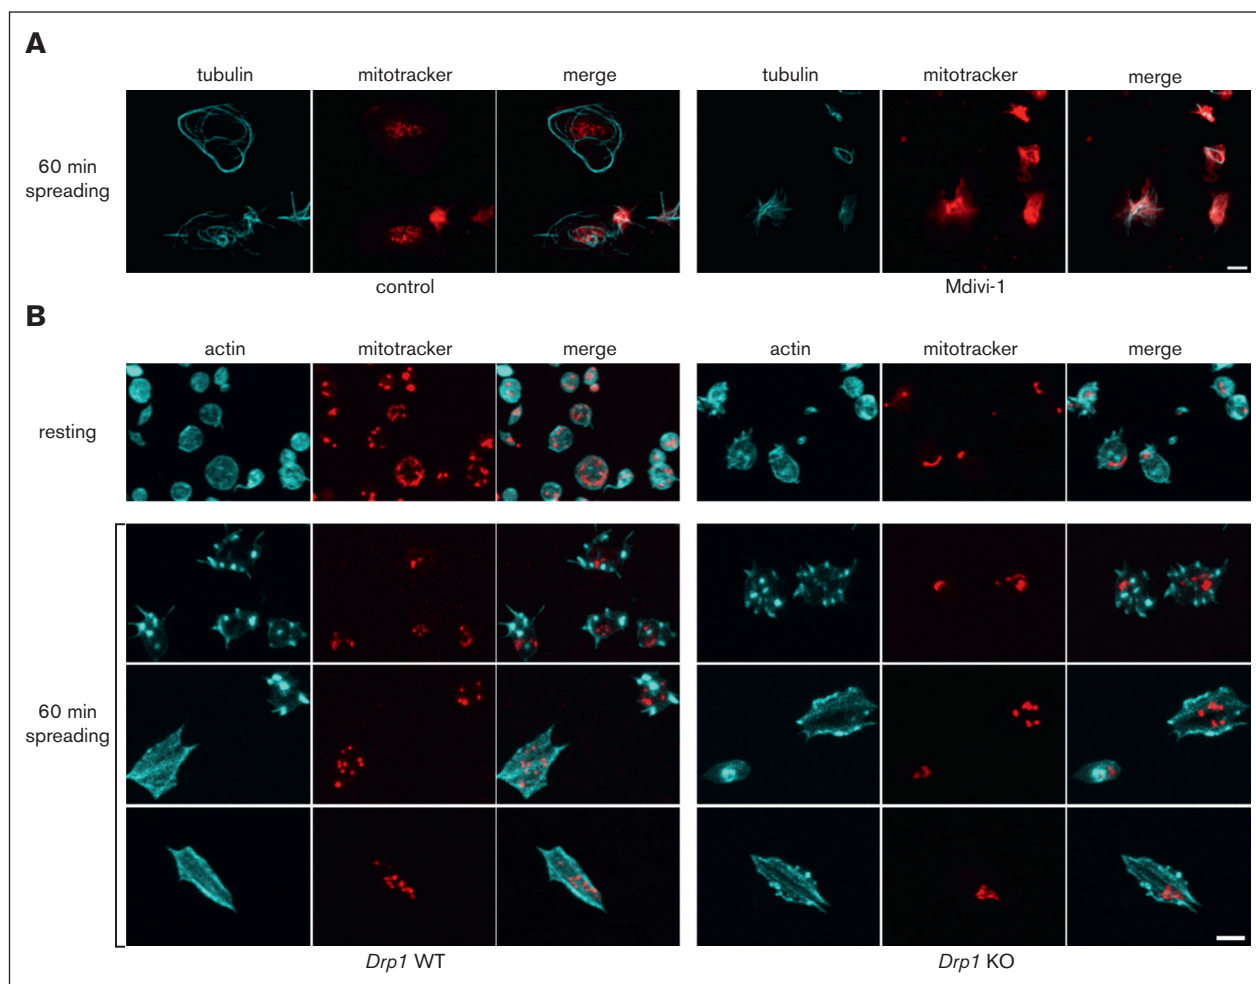 A
tubulin mitotracker merge tubulin mitotracker merge
60 min
spreading
control Mdivi-1
B
actin mitotracker merge actin mitotracker merge
resting
60 min
spreading
Drp1 WT Drp1 KO